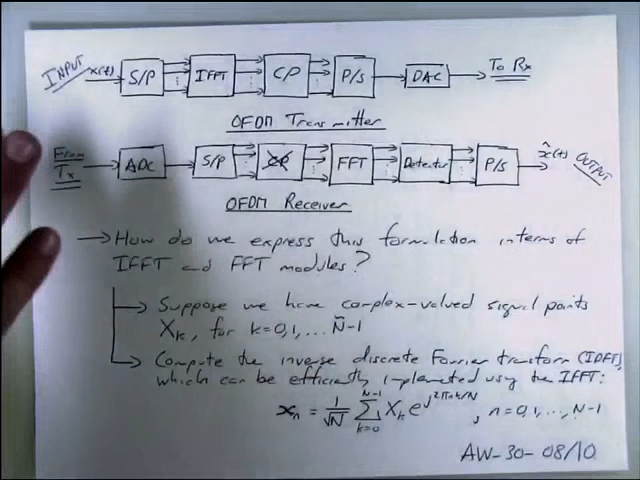 INPUT x(t) S/P IFFT C/P P/S DAC To Rx
OFDM Transmitter
From Tx ADC S/P CP FFT Detector P/S x̂(t) OUTPUT
OFDM Receiver
→ How do we express this formulation interms of
IFFT and FFT modules?
→ Suppose we have complex-valued signal points
X_k, for k=0,1,... N-1
→ Compute the inverse discrete Fourier transform (IDFT),
which can be efficiently implemented using the IFFT:
x_n = 1/√N ∑_{k=0}^{N-1} X_k e^{j2πnk/N}, n=0,1,..., N-1
AW-30-08/10